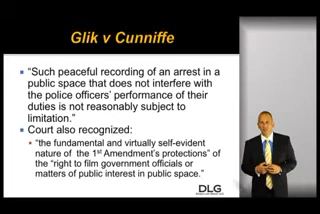 Glik v Cunniffe
“Such peaceful recording of an arrest in a
public space that does not interfere with
the police officers’ performance of their
duties is not reasonably subject to
limitation.”
Court also recognized:
“the fundamental and virtually self-evident
nature of the 1st Amendment’s protections” of
the “right to film government officials or
matters of public interest in public space.”
DLG